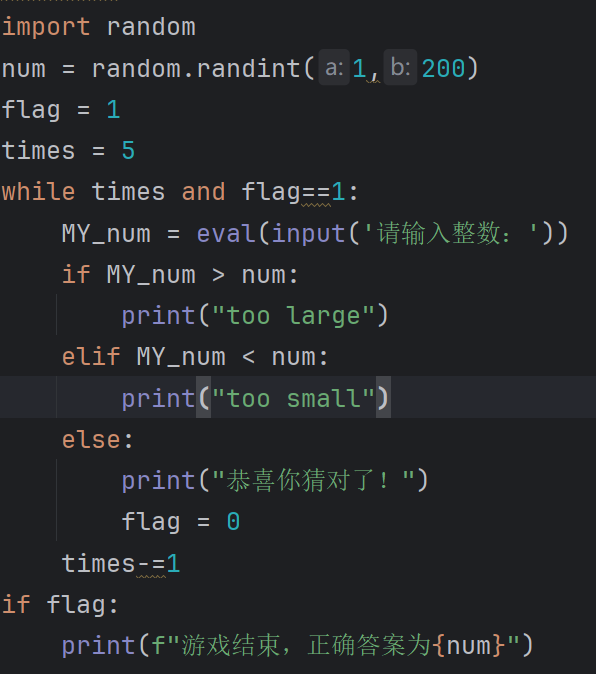 import random
num = random.randint(a: 1, b: 200)
flag = 1
times = 5
while times and flag==1:
    MY_num = eval(input('请输入整数：'))
    if MY_num > num:
        print("too large")
    elif MY_num < num:
        print("too small")
    else:
        print("恭喜你猜对了！")
        flag = 0
    times-=1
if flag:
    print(f"游戏结束，正确答案为{num}")